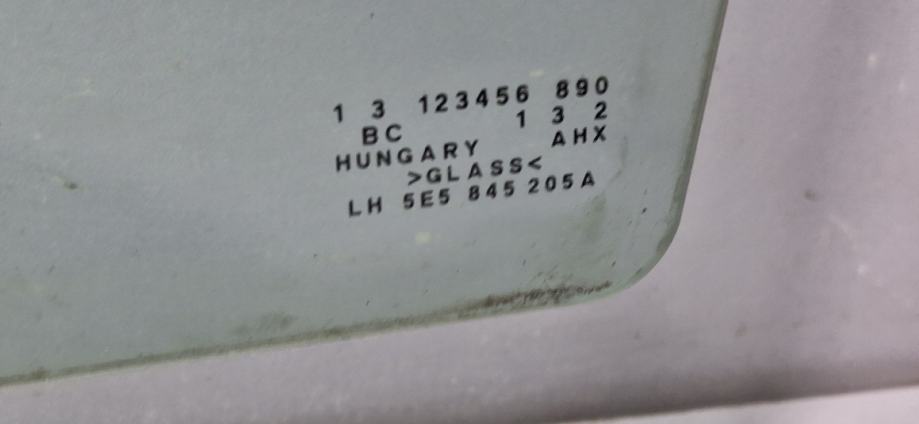 1 3 123456 890
BC 1 3 2
HUNGARY AHX
>GLASS<
LH 5E5 845 205A